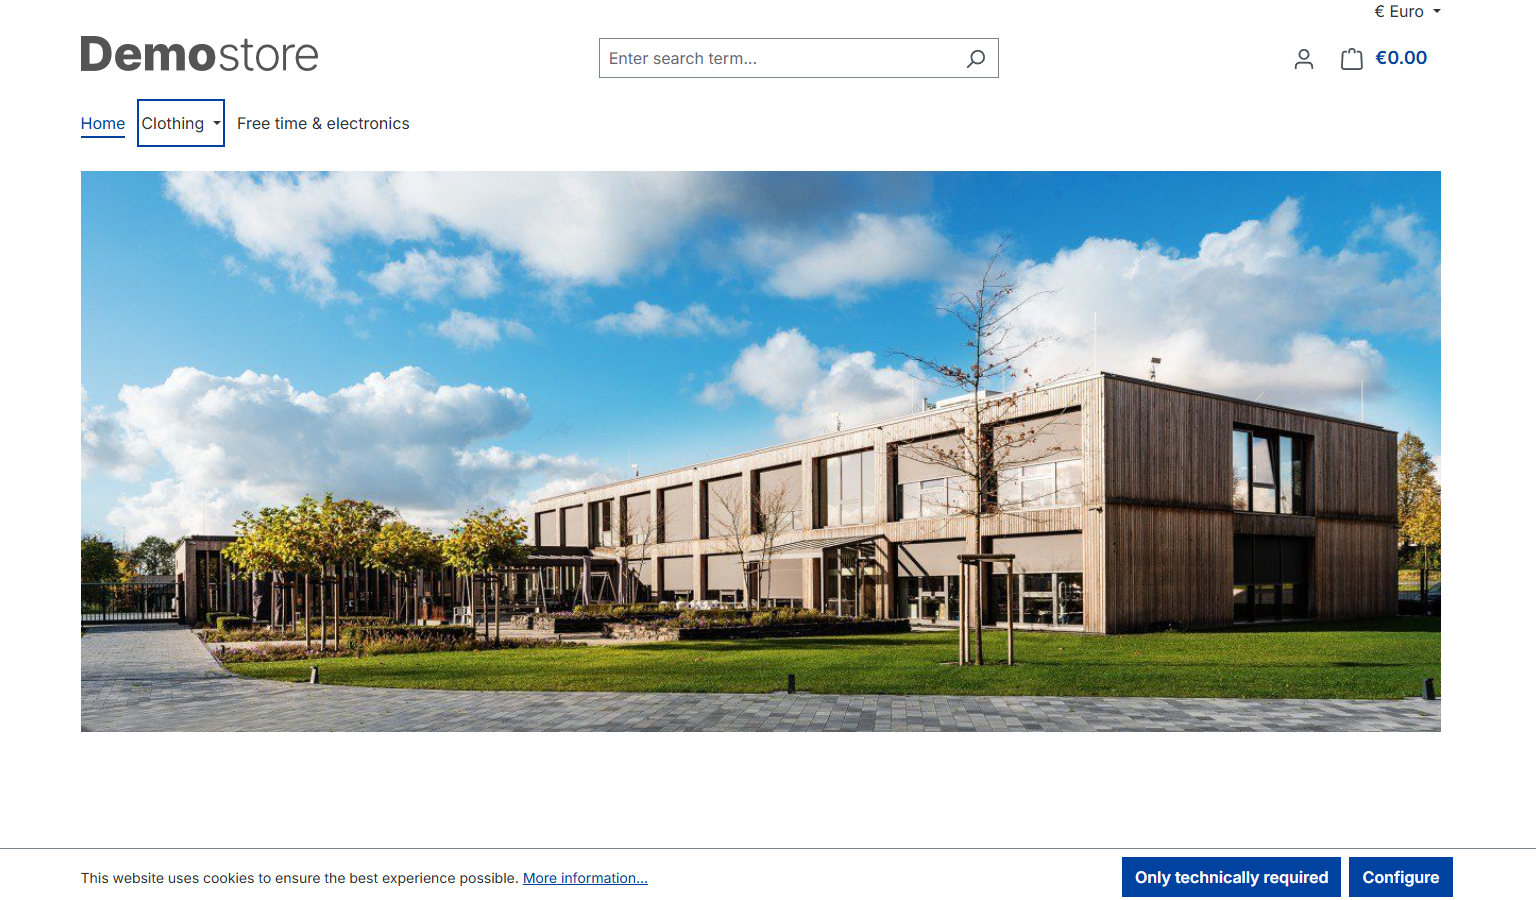 € Euro
Demostore
Enter search term...
€0.00
Home Clothing Free time & electronics
This website uses cookies to ensure the best experience possible. More information...
Only technically required
Configure